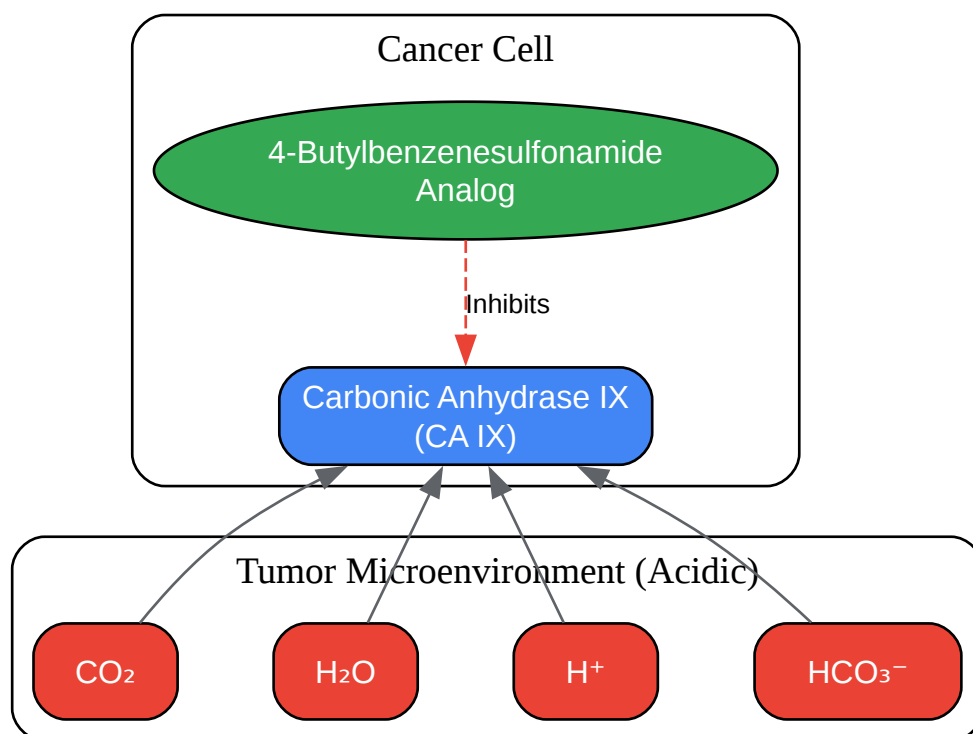 Cancer Cell
4-Butylbenzenesulfonamide
Analog
Inhibits
Carbonic Anhydrase IX
(CA IX)
Tumor Microenvironment (Acidic)
CO₂
H₂O
H⁺
HCO₃⁻